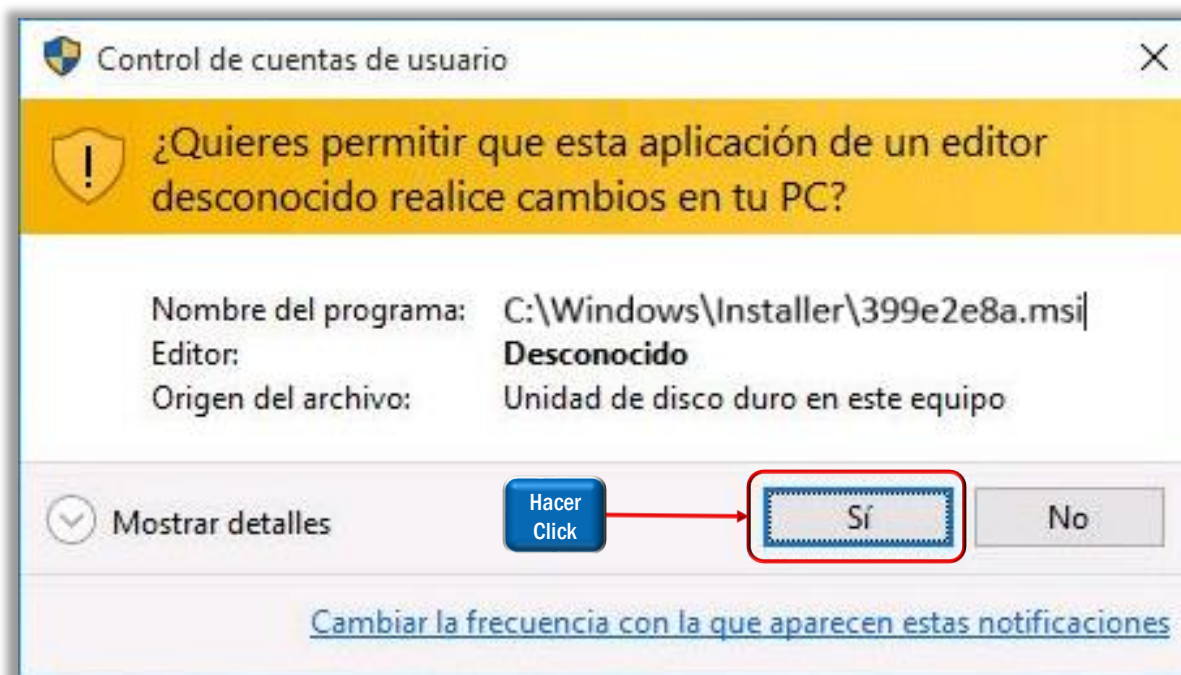 Control de cuentas de usuario
¿Quieres permitir que esta aplicación de un editor
desconocido realice cambios en tu PC?
Nombre del programa: C:\Windows\Installer\399e2e8a.msi
Editor: Desconocido
Origen del archivo: Unidad de disco duro en este equipo
Mostrar detalles
Hacer
Click
Sí
No
Cambiar la frecuencia con la que aparecen estas notificaciones